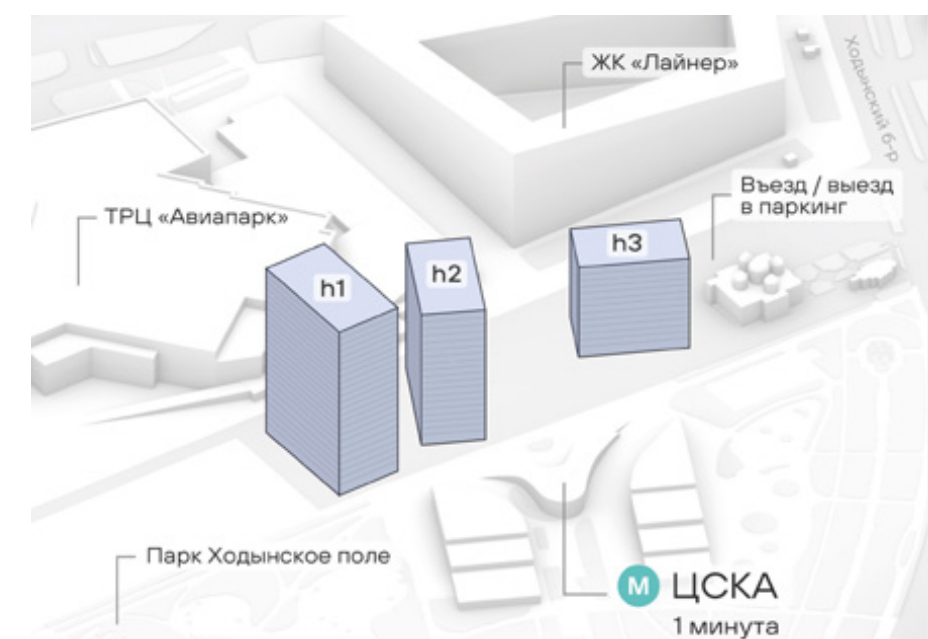 ЖК «Лайнер»
Ходынский б-р
Въезд / выезд
в паркинг
ТРЦ «Авиапарк»
h1
h2
h3
Парк Ходынское поле
М ЦСКА
1 минута